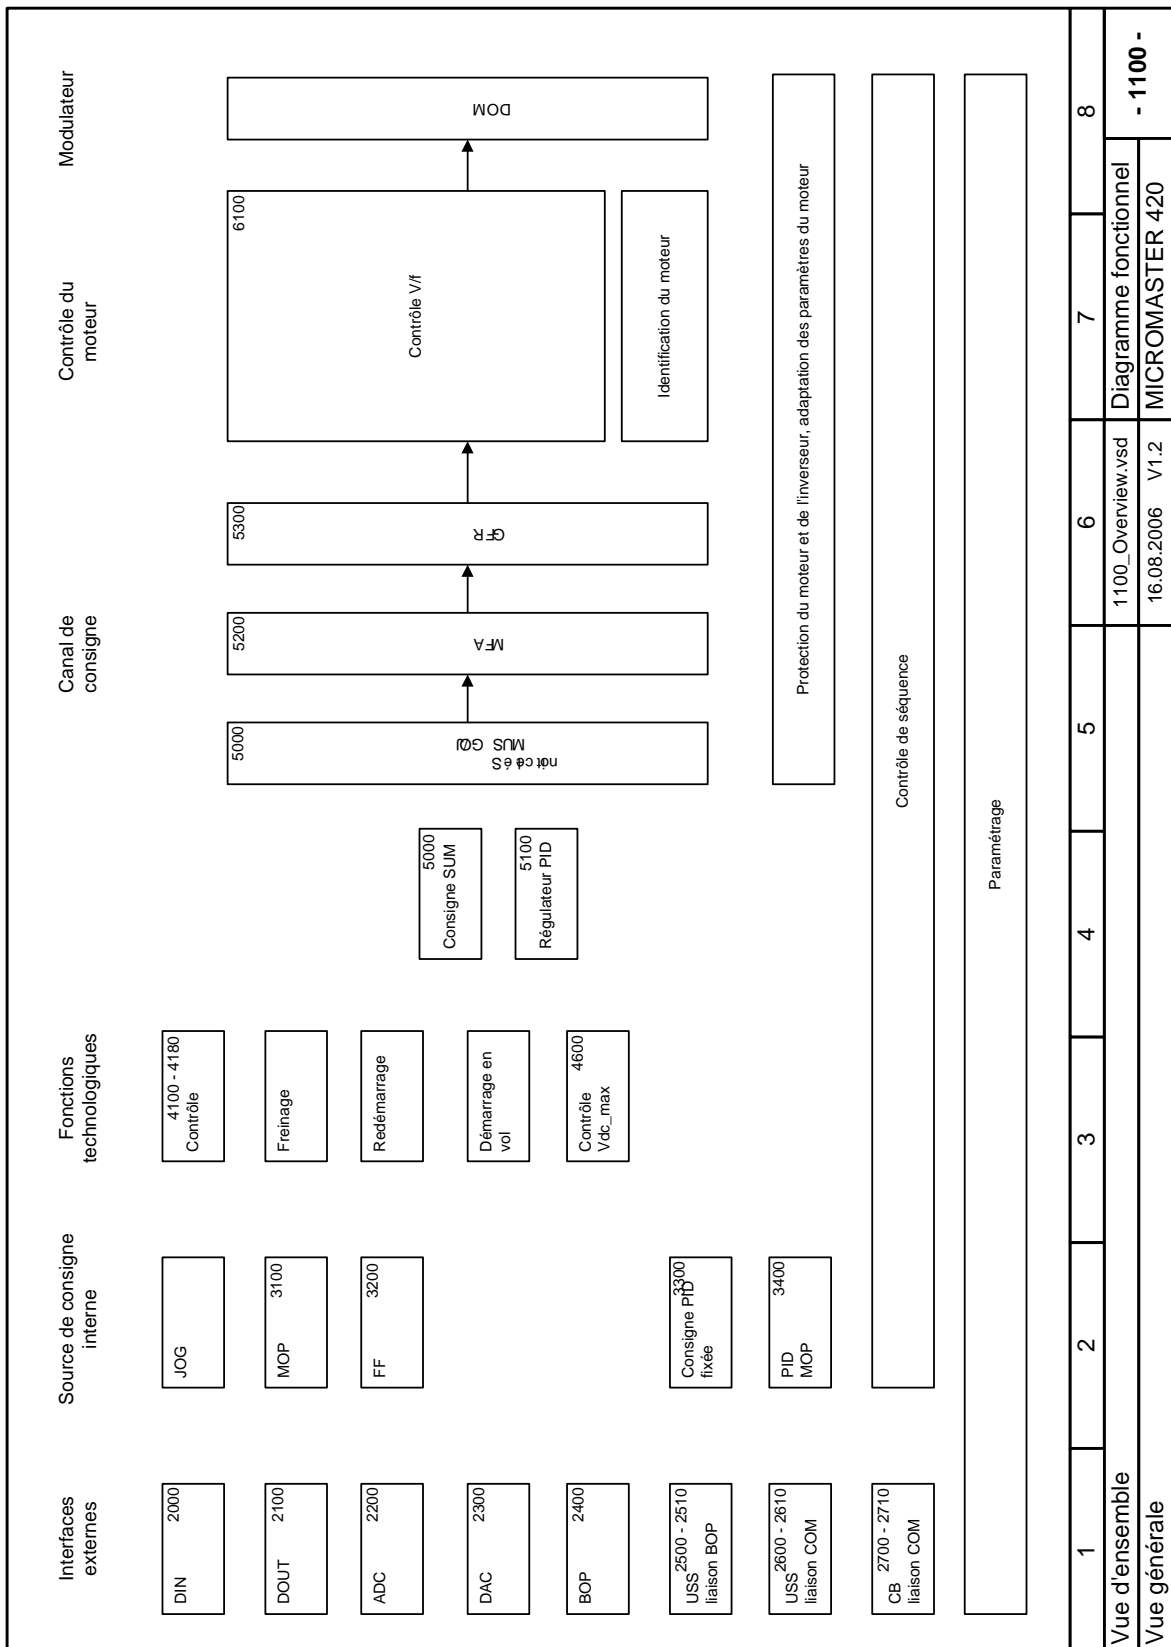 Interfaces
externes
Source de consigne
interne
Fonctions
technologiques
Canal de
consigne
Contrôle du
moteur
Modulateur
DIN 2000
DOUT 2100
ADC 2200
DAC 2300
BOP 2400
2500 - 2510
USS
liaison BOP
2600 - 2610
USS
liaison COM
2700 - 2710
CB
liaison COM
JOG
MOP 3100
FF 3200
3300
Consigne PID
fixée
3400
PID
MOP
4100 - 4180
Contrôle
Freinage
Redémarrage
Démarrage en
vol
4600
Contrôle
Vdc_max
5000
Consigne SUM
5100
Régulateur PID
5000
5200
5300
6100
Contrôle V/f
Identification du moteur
Protection du moteur et de l'inverseur, adaptation des paramètres du moteur
Contrôle de séquence
Paramétrage
1 2 3 4 5 6 7 8
Vue d'ensemble 1100_Overview.vsd Diagramme fonctionnel - 1100 -
Vue générale 16.08.2006 V1.2 MICROMASTER 420